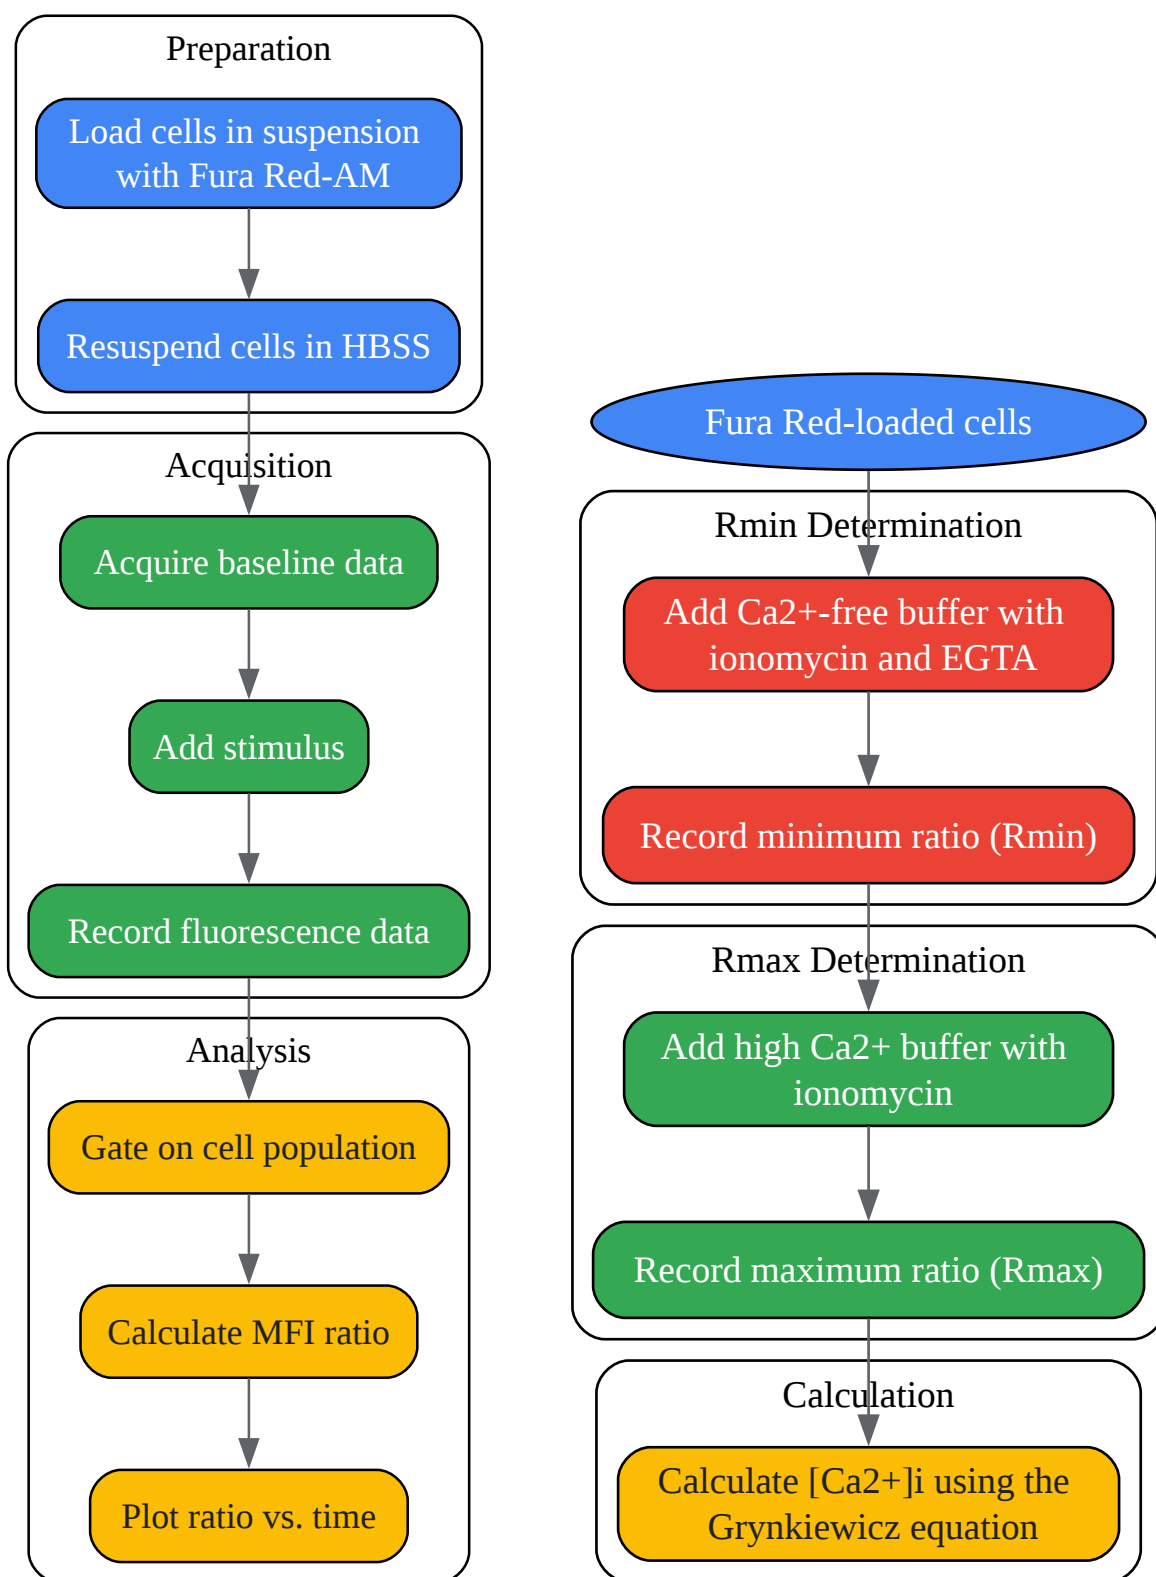 Preparation
Load cells in suspension
with Fura Red-AM
Resuspend cells in HBSS
Acquisition
Acquire baseline data
Add stimulus
Record fluorescence data
Analysis
Gate on cell population
Calculate MFI ratio
Plot ratio vs. time
Fura Red-loaded cells
Rmin Determination
Add Ca2+-free buffer with
ionomycin and EGTA
Record minimum ratio (Rmin)
Rmax Determination
Add high Ca2+ buffer with
ionomycin
Record maximum ratio (Rmax)
Calculation
Calculate [Ca2+]i using the
Grynkiewicz equation